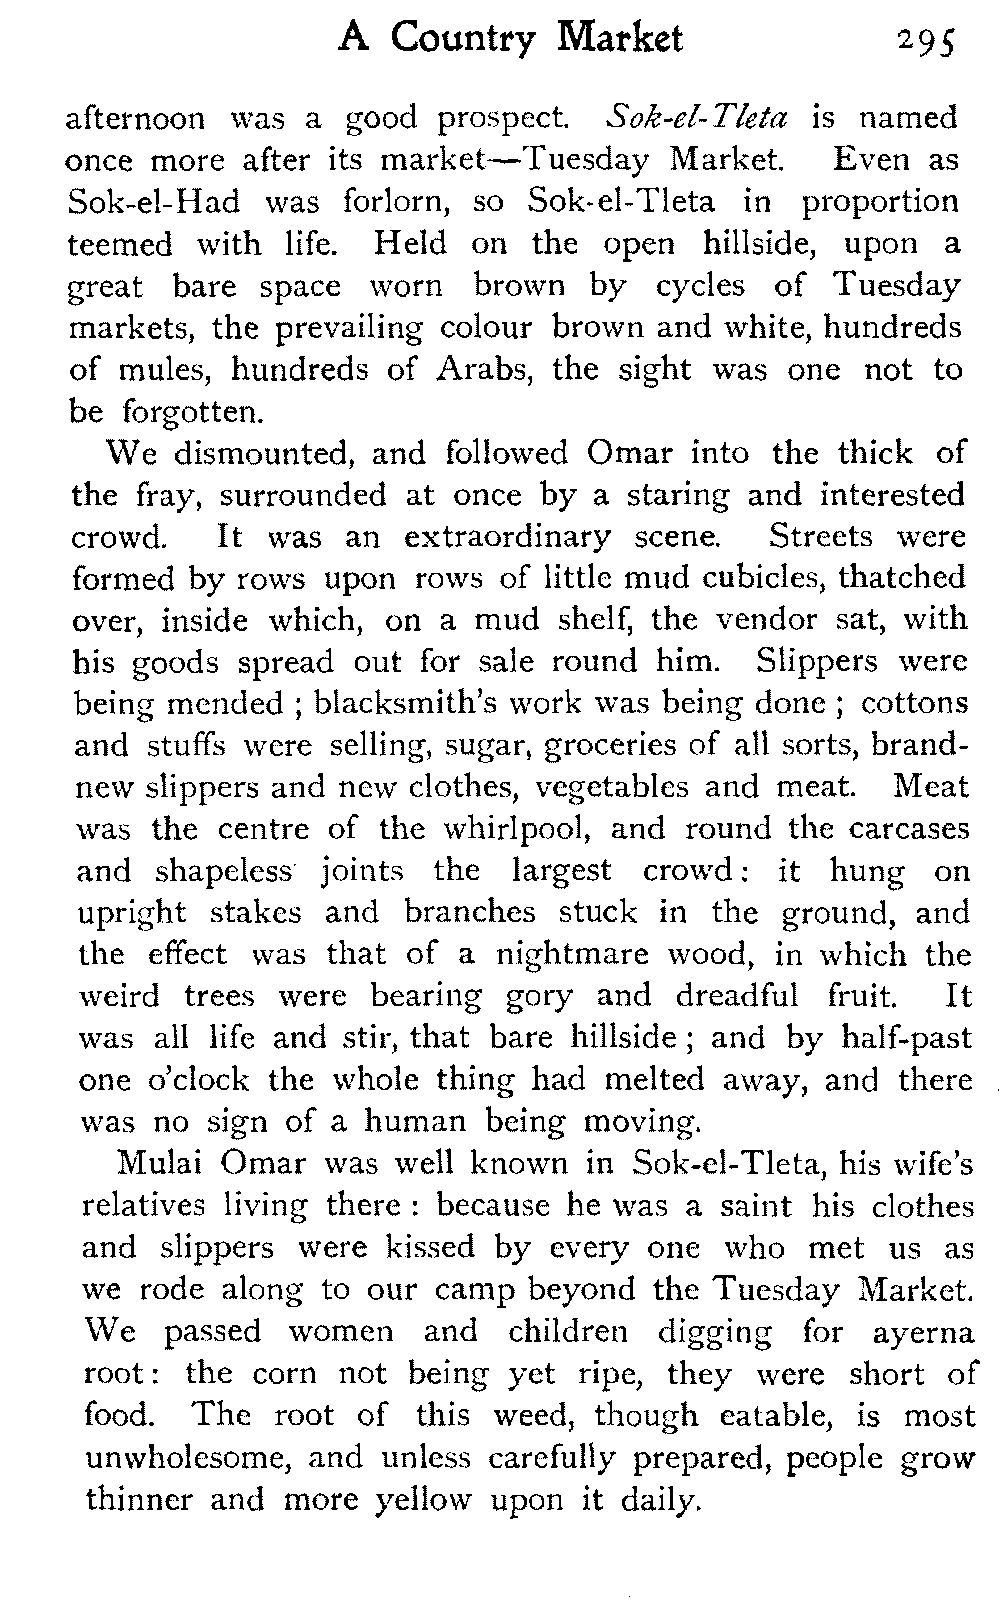 A Country Market 295
afternoon was a good prospect. Sok-el-Tleta is named
once more after its market—Tuesday Market. Even as
Sok-el-Had was forlorn, so Sok-el-Tleta in proportion
teemed with life. Held on the open hillside, upon a
great bare space worn brown by cycles of Tuesday
markets, the prevailing colour brown and white, hundreds
of mules, hundreds of Arabs, the sight was one not to
be forgotten.
We dismounted, and followed Omar into the thick of
the fray, surrounded at once by a staring and interested
crowd. It was an extraordinary scene. Streets were
formed by rows upon rows of little mud cubicles, thatched
over, inside which, on a mud shelf, the vendor sat, with
his goods spread out for sale round him. Slippers were
being mended ; blacksmith's work was being done ; cottons
and stuffs were selling, sugar, groceries of all sorts, brand-
new slippers and new clothes, vegetables and meat. Meat
was the centre of the whirlpool, and round the carcases
and shapeless joints the largest crowd : it hung on
upright stakes and branches stuck in the ground, and
the effect was that of a nightmare wood, in which the
weird trees were bearing gory and dreadful fruit. It
was all life and stir, that bare hillside ; and by half-past
one o'clock the whole thing had melted away, and there
was no sign of a human being moving.
Mulai Omar was well known in Sok-el-Tleta, his wife's
relatives living there : because he was a saint his clothes
and slippers were kissed by every one who met us as
we rode along to our camp beyond the Tuesday Market.
We passed women and children digging for ayerna
root : the corn not being yet ripe, they were short of
food. The root of this weed, though eatable, is most
unwholesome, and unless carefully prepared, people grow
thinner and more yellow upon it daily.